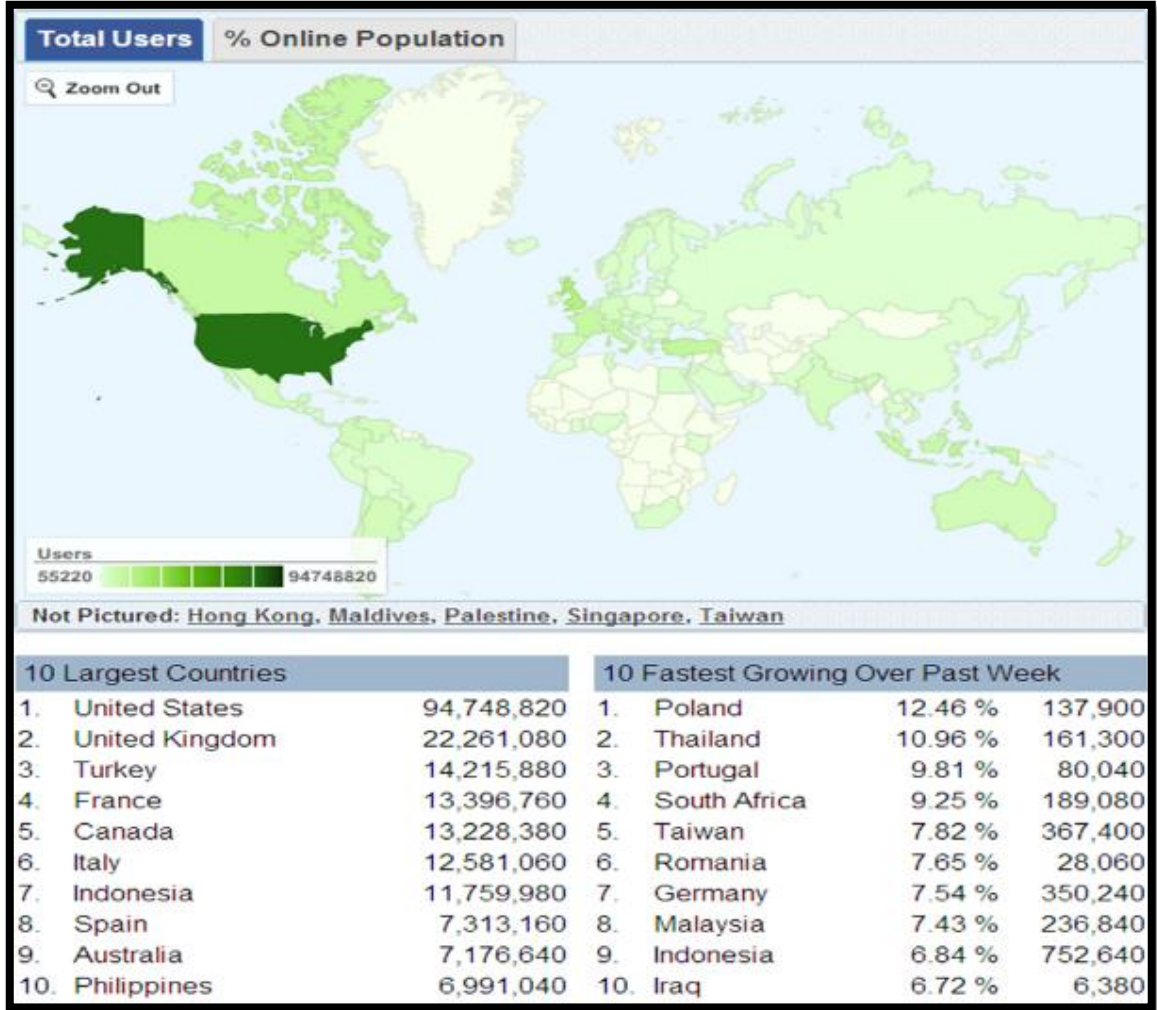 Total Users % Online Population
Zoom Out
Users
55220 94748820
Not Pictured: Hong Kong, Maldives, Palestine, Singapore, Taiwan
10 Largest Countries
1. United States 94,748,820
2. United Kingdom 22,261,080
3. Turkey 14,215,880
4. France 13,396,760
5. Canada 13,228,380
6. Italy 12,581,060
7. Indonesia 11,759,980
8. Spain 7,313,160
9. Australia 7,176,640
10. Philippines 6,991,040
10 Fastest Growing Over Past Week
1. Poland 12.46 % 137,900
2. Thailand 10.96 % 161,300
3. Portugal 9.81 % 80,040
4. South Africa 9.25 % 189,080
5. Taiwan 7.82 % 367,400
6. Romania 7.65 % 28,060
7. Germany 7.54 % 350,240
8. Malaysia 7.43 % 236,840
9. Indonesia 6.84 % 752,640
10. Iraq 6.72 % 6,380